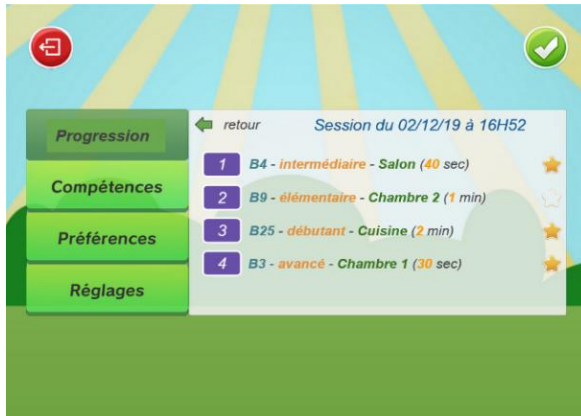 Progression
Compétences
Préférences
Réglages
retour
Session du 02/12/19 à 16H52
1 B4 - intermédiaire - Salon (40 sec)
2 B9 - élémentaire - Chambre 2 (1 min)
3 B25 - débutant - Cuisine (2 min)
4 B3 - avancé - Chambre 1 (30 sec)